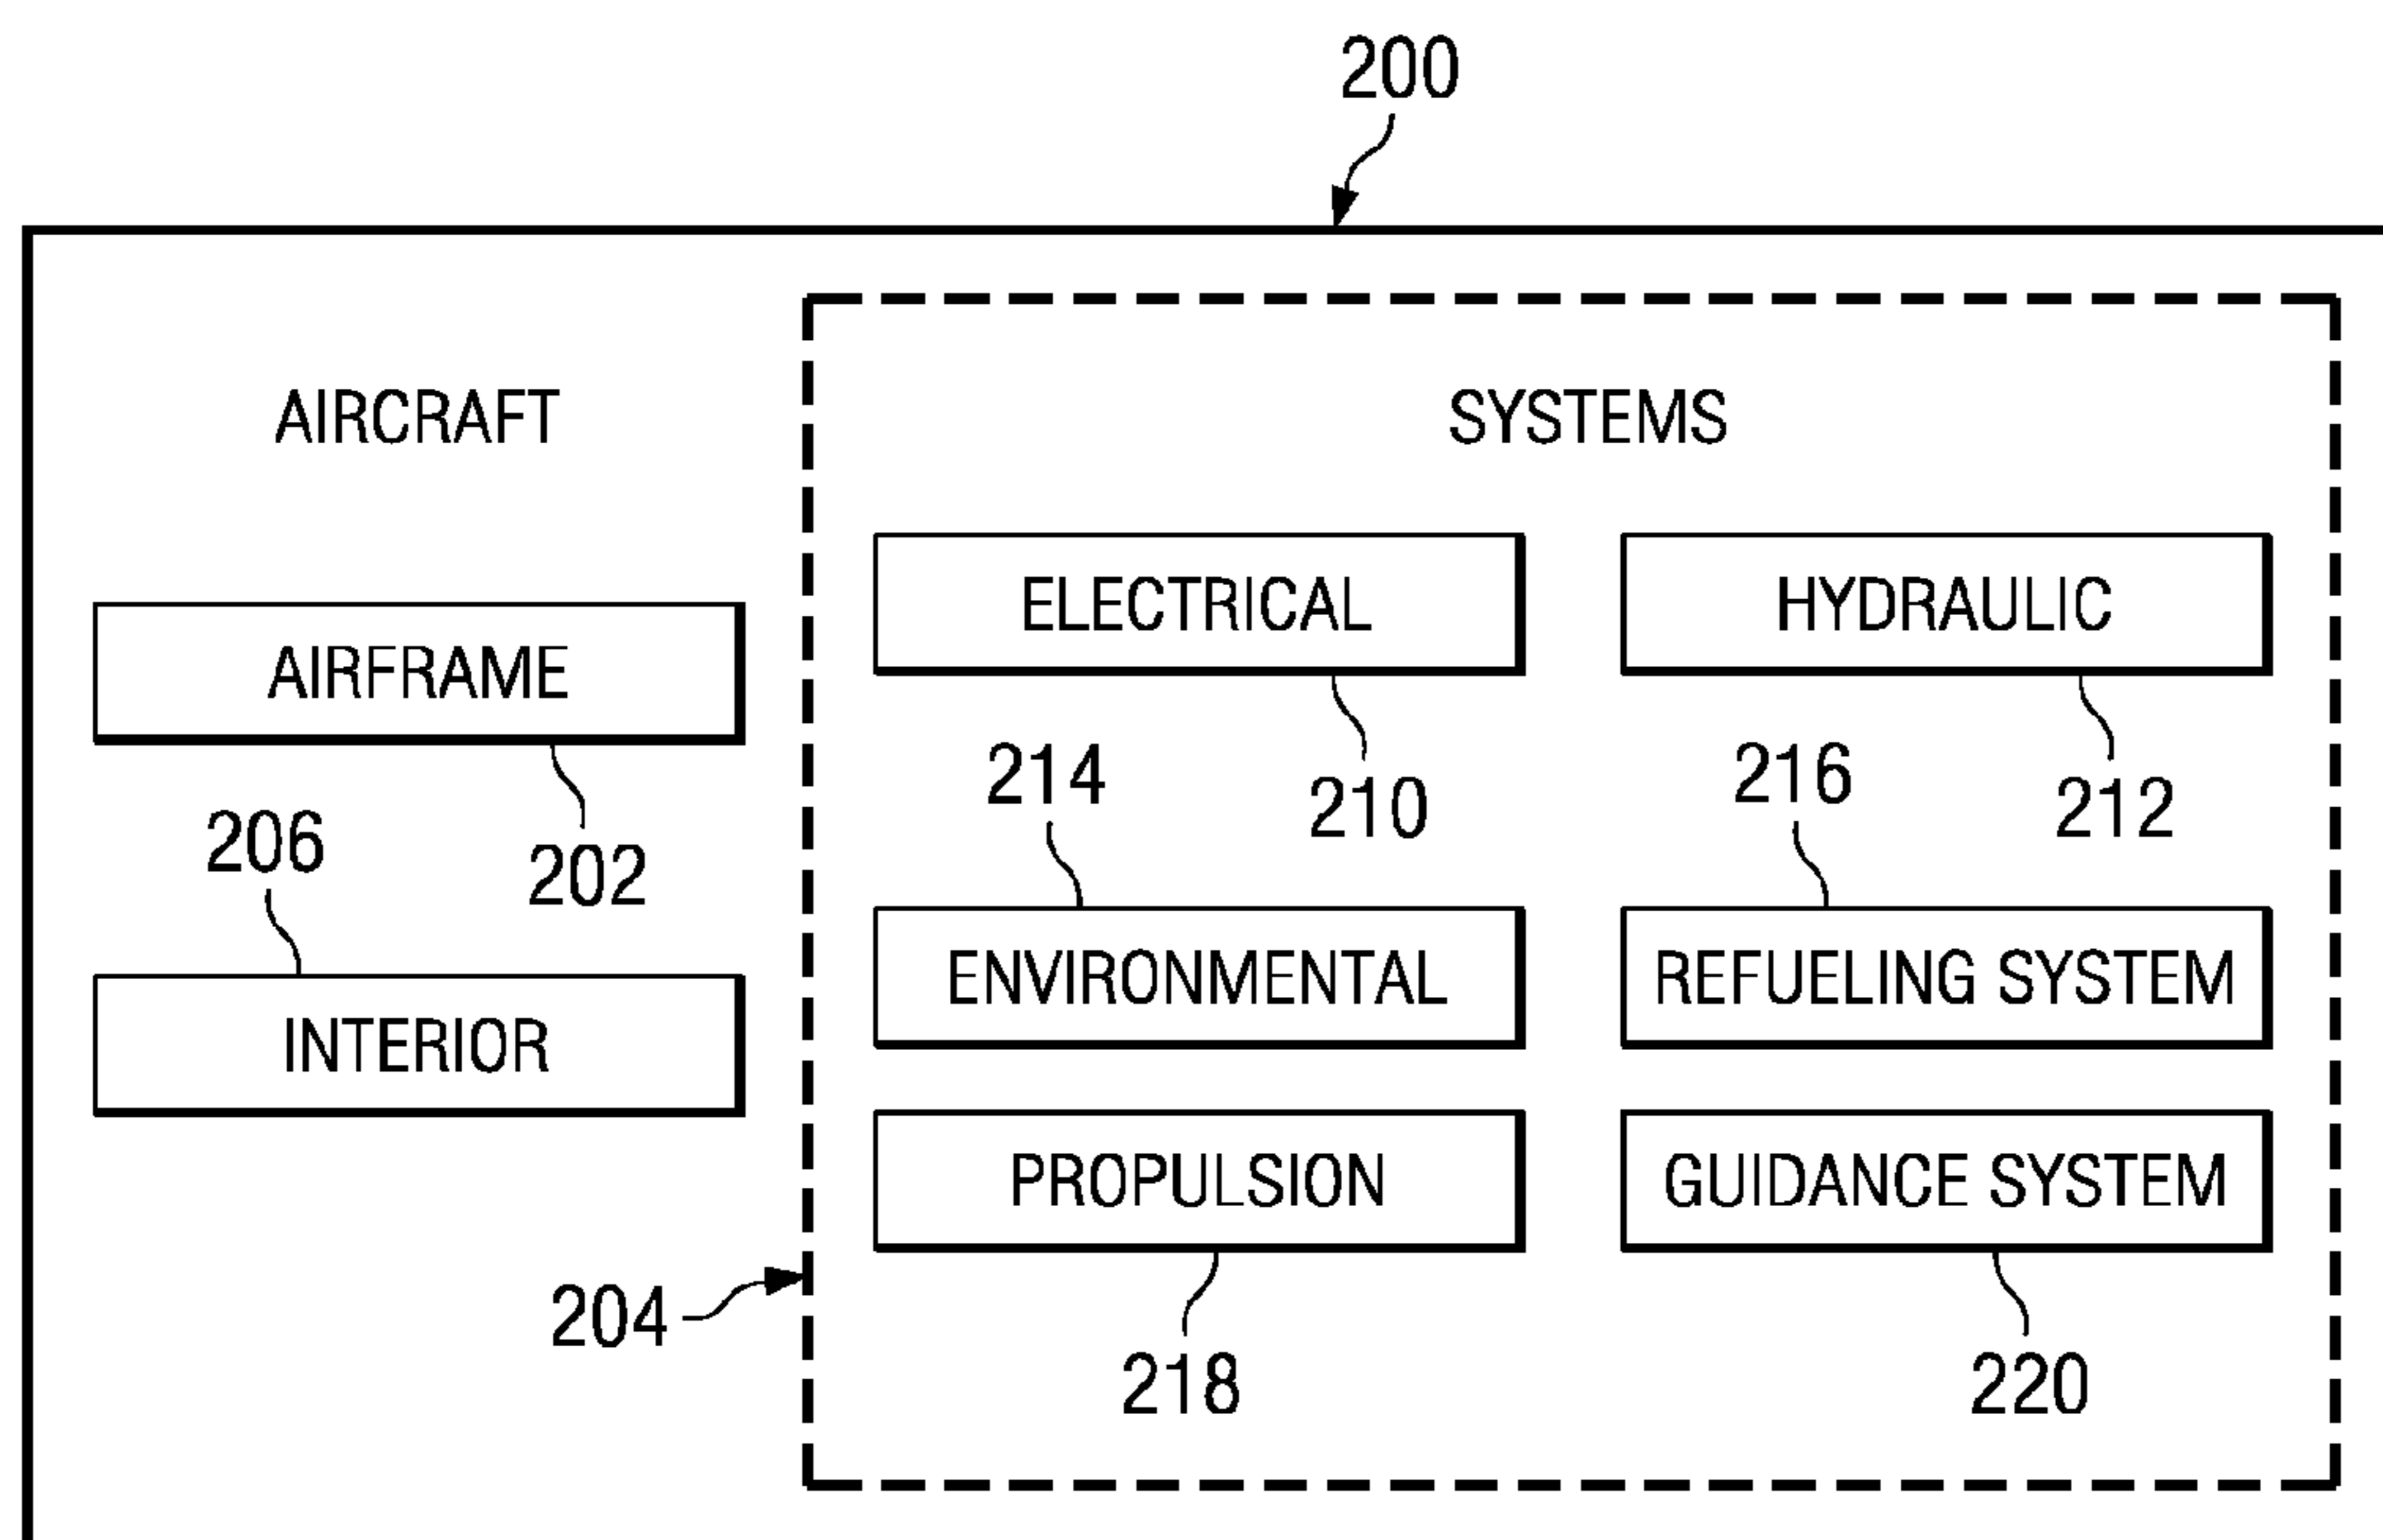 200
AIRCRAFT
SYSTEMS
ELECTRICAL
HYDRAULIC
AIRFRAME
214
210
216
212
206
202
ENVIRONMENTAL
REFUELING SYSTEM
INTERIOR
PROPULSION
GUIDANCE SYSTEM
204
218
220